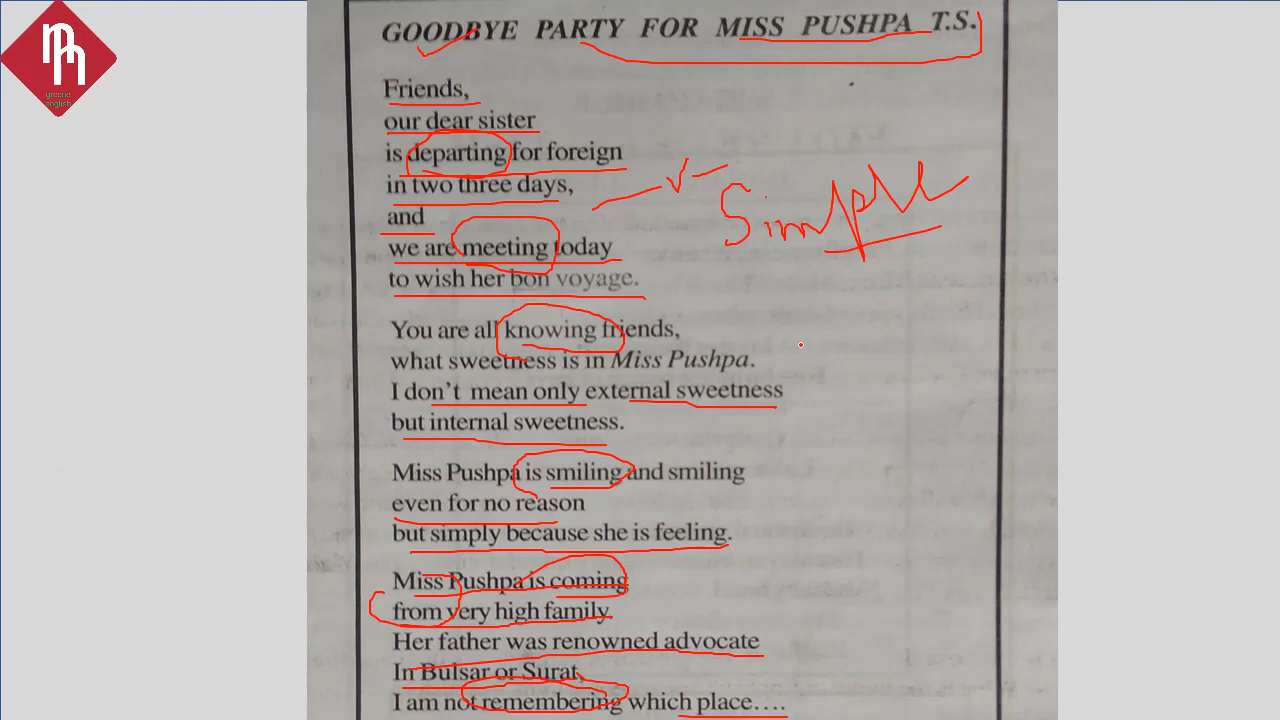 greene
english
GOODBYE PARTY FOR MISS PUSHPA T.S.
Friends,
our dear sister
is departing for foreign
in two three days,
and
we are meeting today
to wish her bon voyage.
Simple
You are all knowing friends,
what sweetness is in Miss Pushpa.
I don't mean only external sweetness
but internal sweetness.
Miss Pushpa is smiling and smiling
even for no reason
but simply because she is feeling.
Miss Pushpa is coming
from very high family.
Her father was renowned advocate
In Bulsar or Surat,
I am not remembering which place....